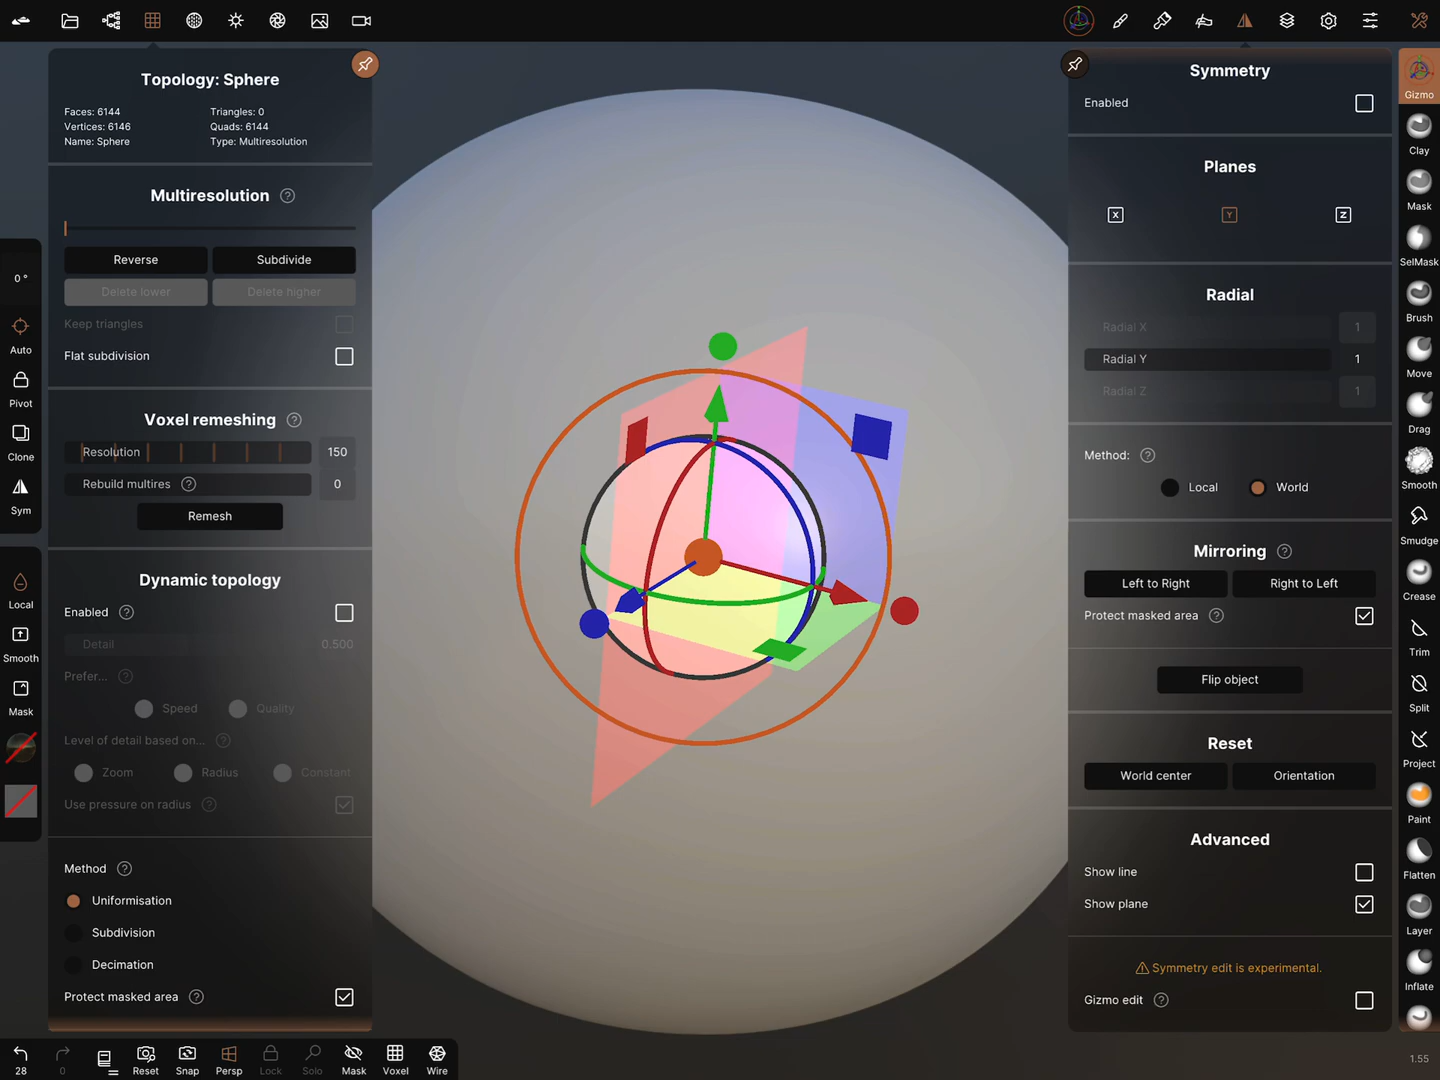 Topology: Sphere
Faces: 6144
Triangles: 0
Vertices: 6146
Quads: 6144
Name: Sphere
Type: Multiresolution
Multiresolution ?
Reverse
Subdivide
Delete lower
Delete higher
Keep triangles
Flat subdivision
Voxel remeshing ?
Resolution
150
Rebuild multires ?
0
Remesh
Dynamic topology
Enabled ?
Detail
0.500
Prefer... ?
Speed
Quality
Level of detail based on... ?
Zoom
Radius
Constant
Use pressure on radius ?
Method ?
Uniformisation
Subdivision
Decimation
Protect masked area ?
0 °
Auto
Pivot
Clone
Sym
Local
Smooth
Mask
28
0
Reset
Snap
Persp
Lock
Solo
Mask
Voxel
Wire
Symmetry
Enabled
Planes
X
Y
Z
Radial
Radial X
1
Radial Y
1
Radial Z
1
Method: ?
Local
World
Mirroring ?
Left to Right
Right to Left
Protect masked area ?
Flip object
Reset
World center
Orientation
Advanced
Show line
Show plane
Symmetry edit is experimental.
Gizmo edit ?
Gizmo
Clay
Mask
SelMask
Brush
Move
Drag
Smooth
Smudge
Crease
Trim
Split
Project
Paint
Flatten
Layer
Inflate
1.55